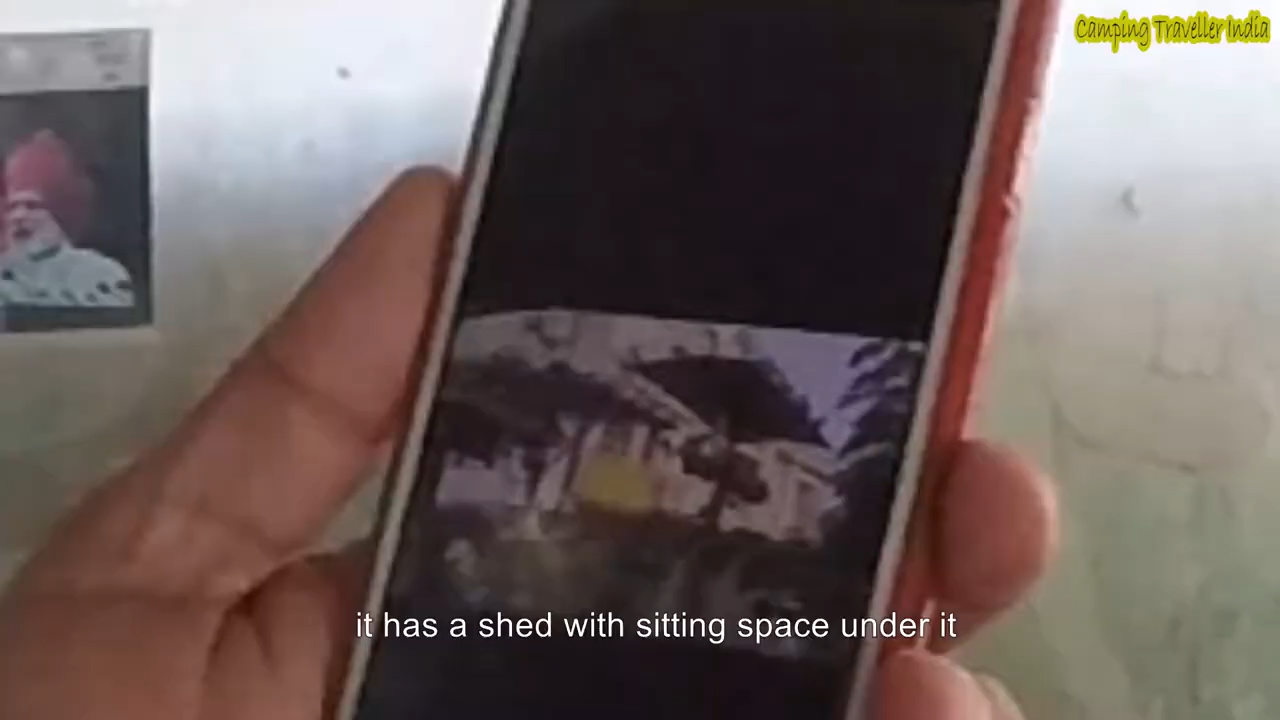 Camping Traveller India
it has a shed with sitting space under it